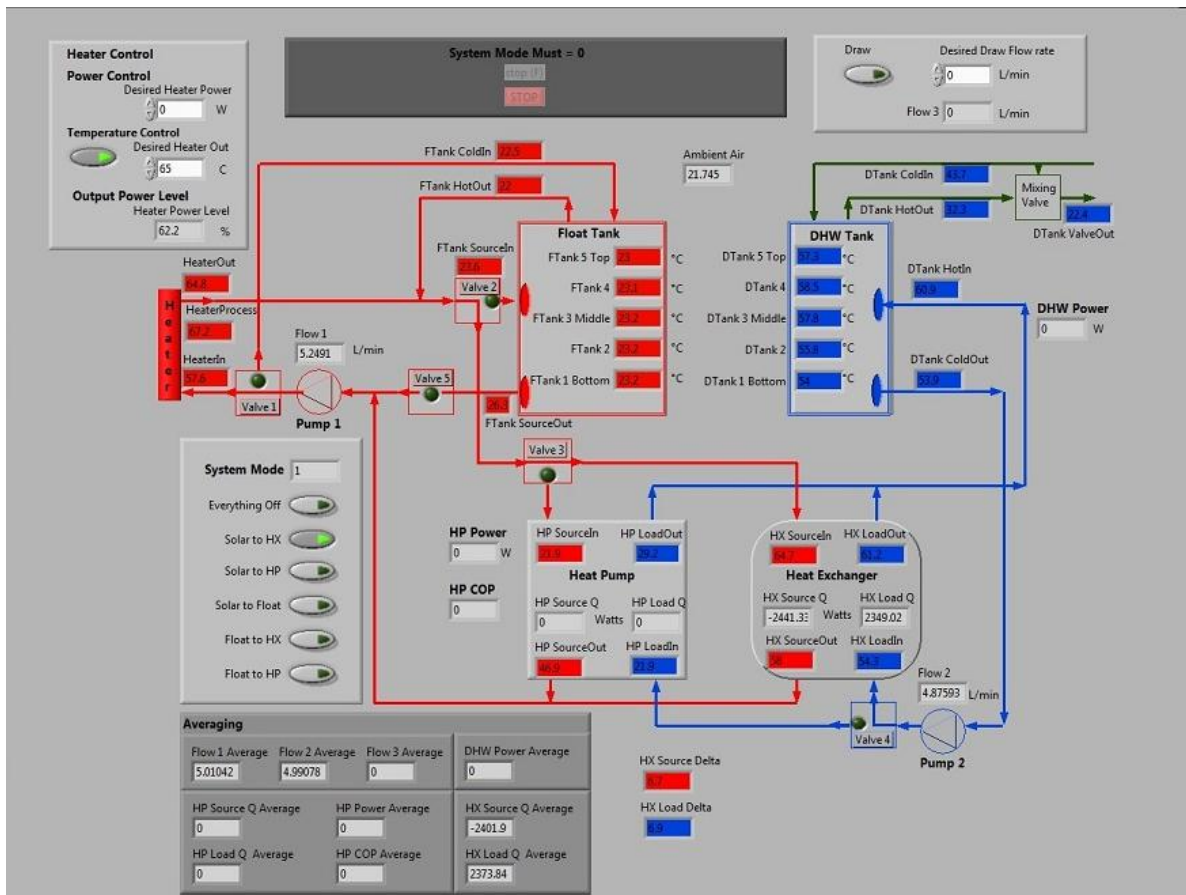 Heater Control
Power Control
Desired Heater Power
0 W
Temperature Control
Desired Heater Out
65 C
Output Power Level
Heater Power Level
62.2 %
System Mode Must = 0
stop (F)
STOP
Draw
Desired Draw Flow rate
0 L/min
Flow 3 0 L/min
FTank ColdIn 22.5
FTank HotOut 22
Ambient Air
21.745
DTank ColdIn 43.7
DTank HotOut 32.3
Mixing
Valve
22.4
DTank ValveOut
FTank SourceIn
23.6
Valve 2
Float Tank
FTank 5 Top 23 °C
FTank 4 23.1 °C
FTank 3 Middle 23.2 °C
FTank 2 23.2 °C
FTank 1 Bottom 23.2 °C
DHW Tank
DTank 5 Top 57.3 °C
DTank 4 58.5 °C
DTank 3 Middle 57.8 °C
DTank 2 55.8 °C
DTank 1 Bottom 54 °C
DTank HotIn
60.9
DHW Power
0 W
DTank ColdOut
53.9
HeaterOut
64.8
Heater
HeaterProcess
67.2
HeaterIn
57.6
Valve 1
Flow 1
5.2491 L/min
Pump 1
Valve 5
26.3
FTank SourceOut
Valve 3
System Mode 1
Everything Off
Solar to HX
Solar to HP
Solar to Float
Float to HX
Float to HP
HP Power
0 W
HP COP
0
HP SourceIn HP LoadOut
21.9 29.2
Heat Pump
HP Source Q HP Load Q
0 Watts 0
HP SourceOut HP LoadIn
46.9 21.9
HX SourceIn HX LoadOut
64.7 61.2
Heat Exchanger
HX Source Q HX Load Q
-2441.33 Watts 2349.02
HX SourceOut HX LoadIn
58 54.3
Flow 2
4.87593 L/min
Valve 4
Pump 2
Averaging
Flow 1 Average Flow 2 Average Flow 3 Average
5.01042 4.99078 0
DHW Power Average
0
HP Source Q Average HP Power Average
0 0
HX Source Q Average
-2401.9
HP Load Q Average HP COP Average
0 0
HX Load Q Average
2373.84
HX Source Delta
6.7
HX Load Delta
6.9